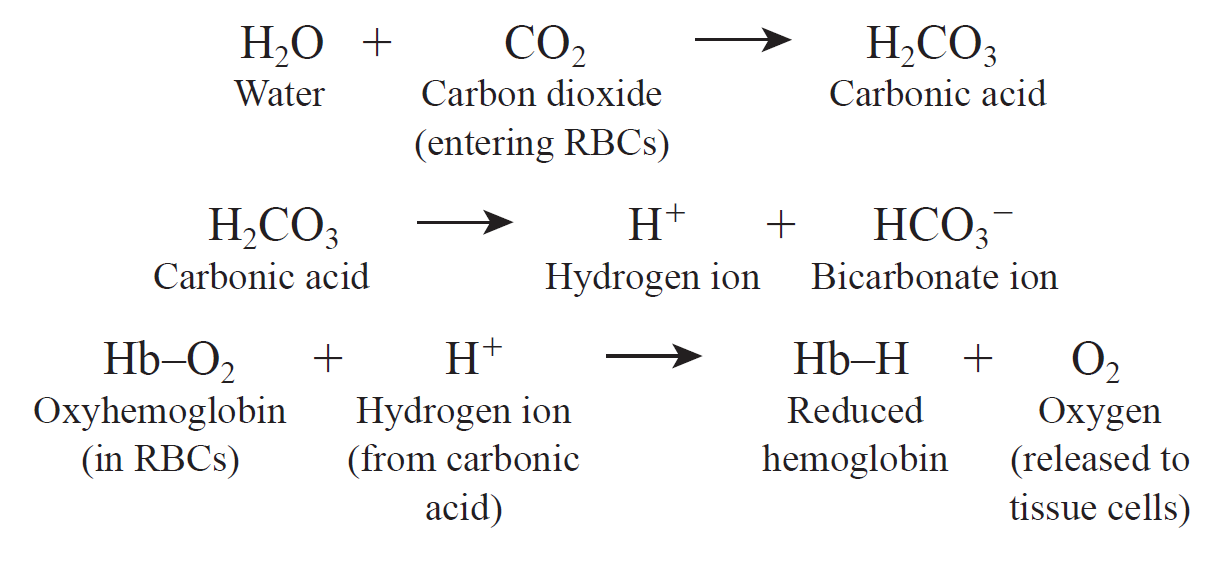 H₂O + CO₂ ⟶ H₂CO₃
Water Carbon dioxide Carbonic acid
(entering RBCs)
H₂CO₃ ⟶ H⁺ + HCO₃⁻
Carbonic acid Hydrogen ion Bicarbonate ion
Hb–O₂ + H⁺ ⟶ Hb–H + O₂
Oxyhemoglobin Hydrogen ion Reduced Oxygen
(in RBCs) (from carbonic hemoglobin (released to
acid) tissue cells)